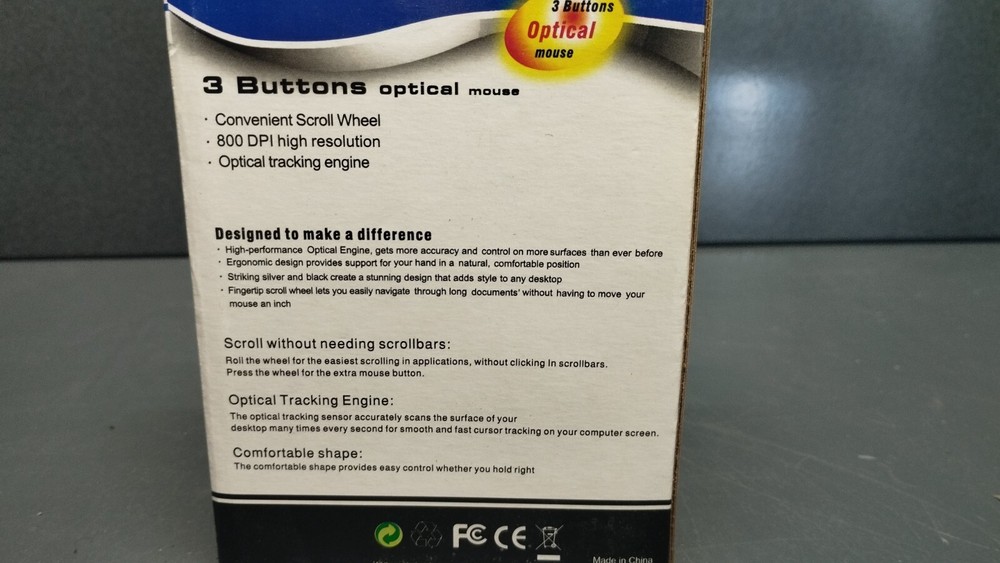 3 Buttons
Optical
mouse
3 Buttons optical mouse
· Convenient Scroll Wheel
· 800 DPI high resolution
· Optical tracking engine
Designed to make a difference
· High-performance Optical Engine, gets more accuracy and control on more surfaces than ever before
· Ergonomic design provides support for your hand in a natural, comfortable position
· Striking silver and black create a stunning design that adds style to any desktop
· Fingertip scroll wheel lets you easily navigate through long documents' without having to move your
mouse an inch
Scroll without needing scrollbars:
Roll the wheel for the easiest scrolling in applications, without clicking In scrollbars.
Press the wheel for the extra mouse button.
Optical Tracking Engine:
The optical tracking sensor accurately scans the surface of your
desktop many times every second for smooth and fast cursor tracking on your computer screen.
Comfortable shape:
The comfortable shape provides easy control whether you hold right
FC CE
Made in China